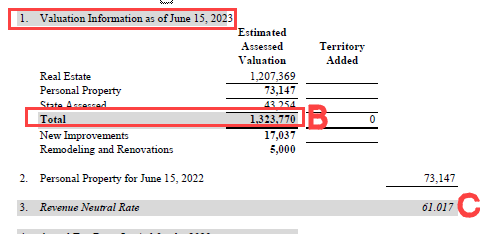 1. Valuation Information as of June 15, 2023
Estimated
Assessed Territory
Valuation Added
Real Estate 1,207,369
Personal Property 73,147
State Assessed 43,254
Total 1,323,770 B 0
New Improvements 17,037
Remodeling and Renovations 5,000
2. Personal Property for June 15, 2022 73,147
3. Revenue Neutral Rate 61.017 C